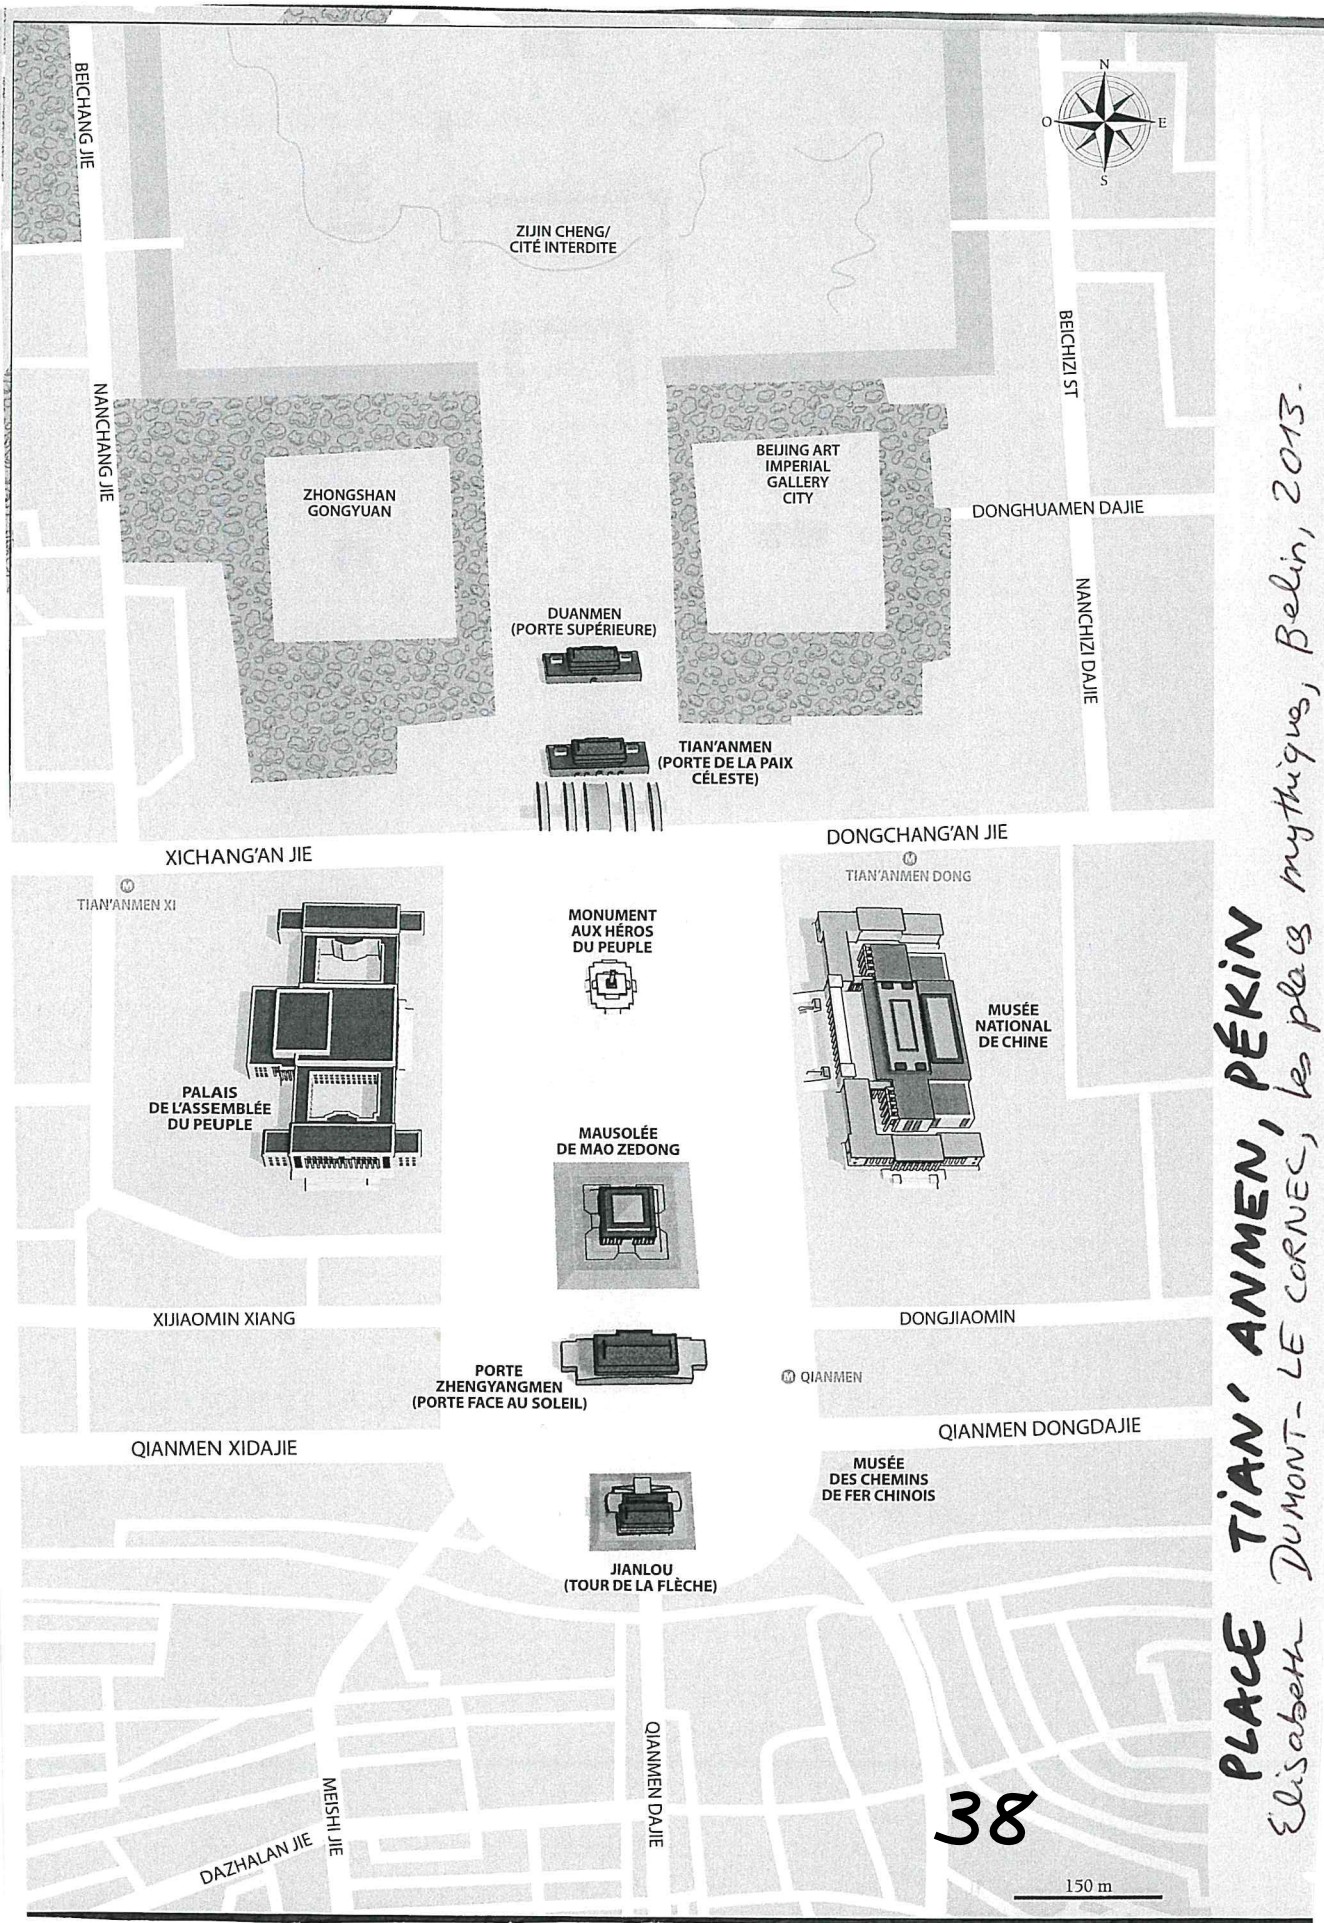 BEICHANG JIE
N
O
E
S
ZIJIN CHENG/
CITÉ INTERDITE
BEICHIZI ST
NANCHANG JIE
ZHONGSHAN
GONGYUAN
BEIJING ART
IMPERIAL
GALLERY
CITY
DONGHUAMEN DAJIE
DUANMEN
(PORTE SUPÉRIEURE)
NANCHIZI DAJIE
TIAN'ANMEN
(PORTE DE LA PAIX
CÉLESTE)
XICHANG'AN JIE
DONGCHANG'AN JIE
M
TIAN'ANMEN XI
M
TIAN'ANMEN DONG
MONUMENT
AUX HÉROS
DU PEUPLE
MUSÉE
NATIONAL
DE CHINE
PALAIS
DE L'ASSEMBLÉE
DU PEUPLE
MAUSOLÉE
DE MAO ZEDONG
XIJIAOMIN XIANG
DONGJIAOMIN
PORTE
ZHENGYANGMEN
(PORTE FACE AU SOLEIL)
M QIANMEN
QIANMEN XIDAJIE
QIANMEN DONGDAJIE
MUSÉE
DES CHEMINS
DE FER CHINOIS
JIANLOU
(TOUR DE LA FLÈCHE)
QIANMEN DAJIE
MEISHI JIE
DAZHALAN JIE
38
150 m
PLACE TIAN' ANMEN, PÉKIN
Elisabeth DUMONT-LE CORNEC, les places mythiques, Belin, 2013.